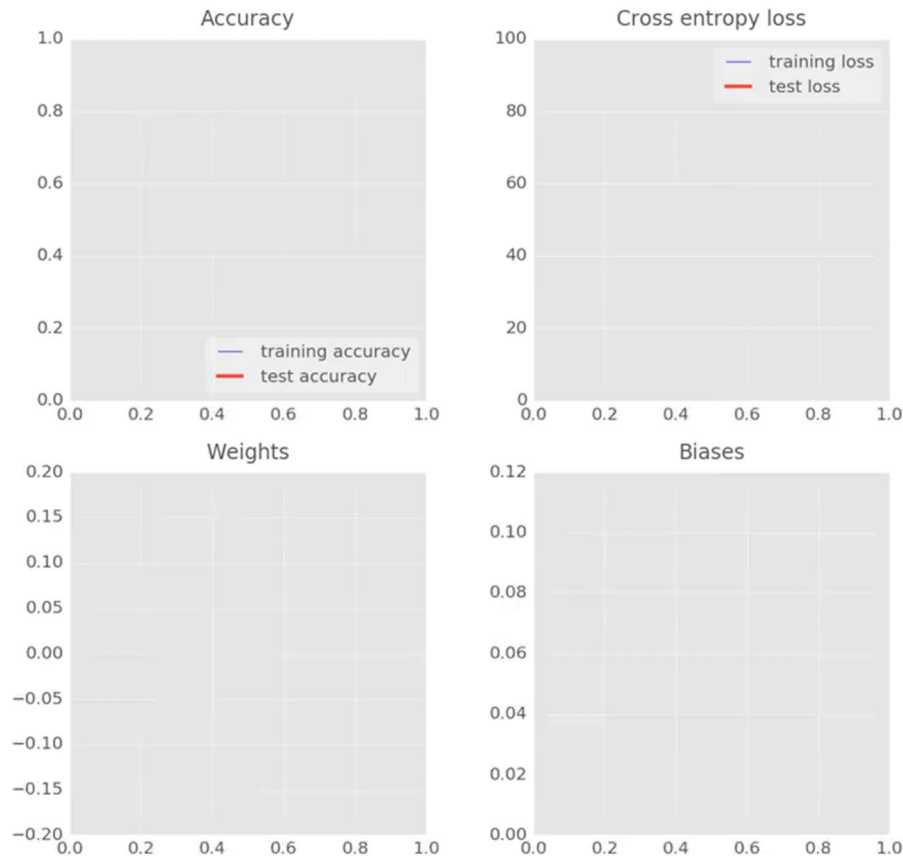 Accuracy
1.0
0.8
0.6
0.4
0.2
0.0
training accuracy
test accuracy
0.0 0.2 0.4 0.6 0.8 1.0
Cross entropy loss
100
80
60
40
20
0
training loss
test loss
0.0 0.2 0.4 0.6 0.8 1.0
Weights
0.20
0.15
0.10
0.05
0.00
−0.05
−0.10
−0.15
−0.20
0.0 0.2 0.4 0.6 0.8 1.0
Biases
0.12
0.10
0.08
0.06
0.04
0.02
0.00
0.0 0.2 0.4 0.6 0.8 1.0